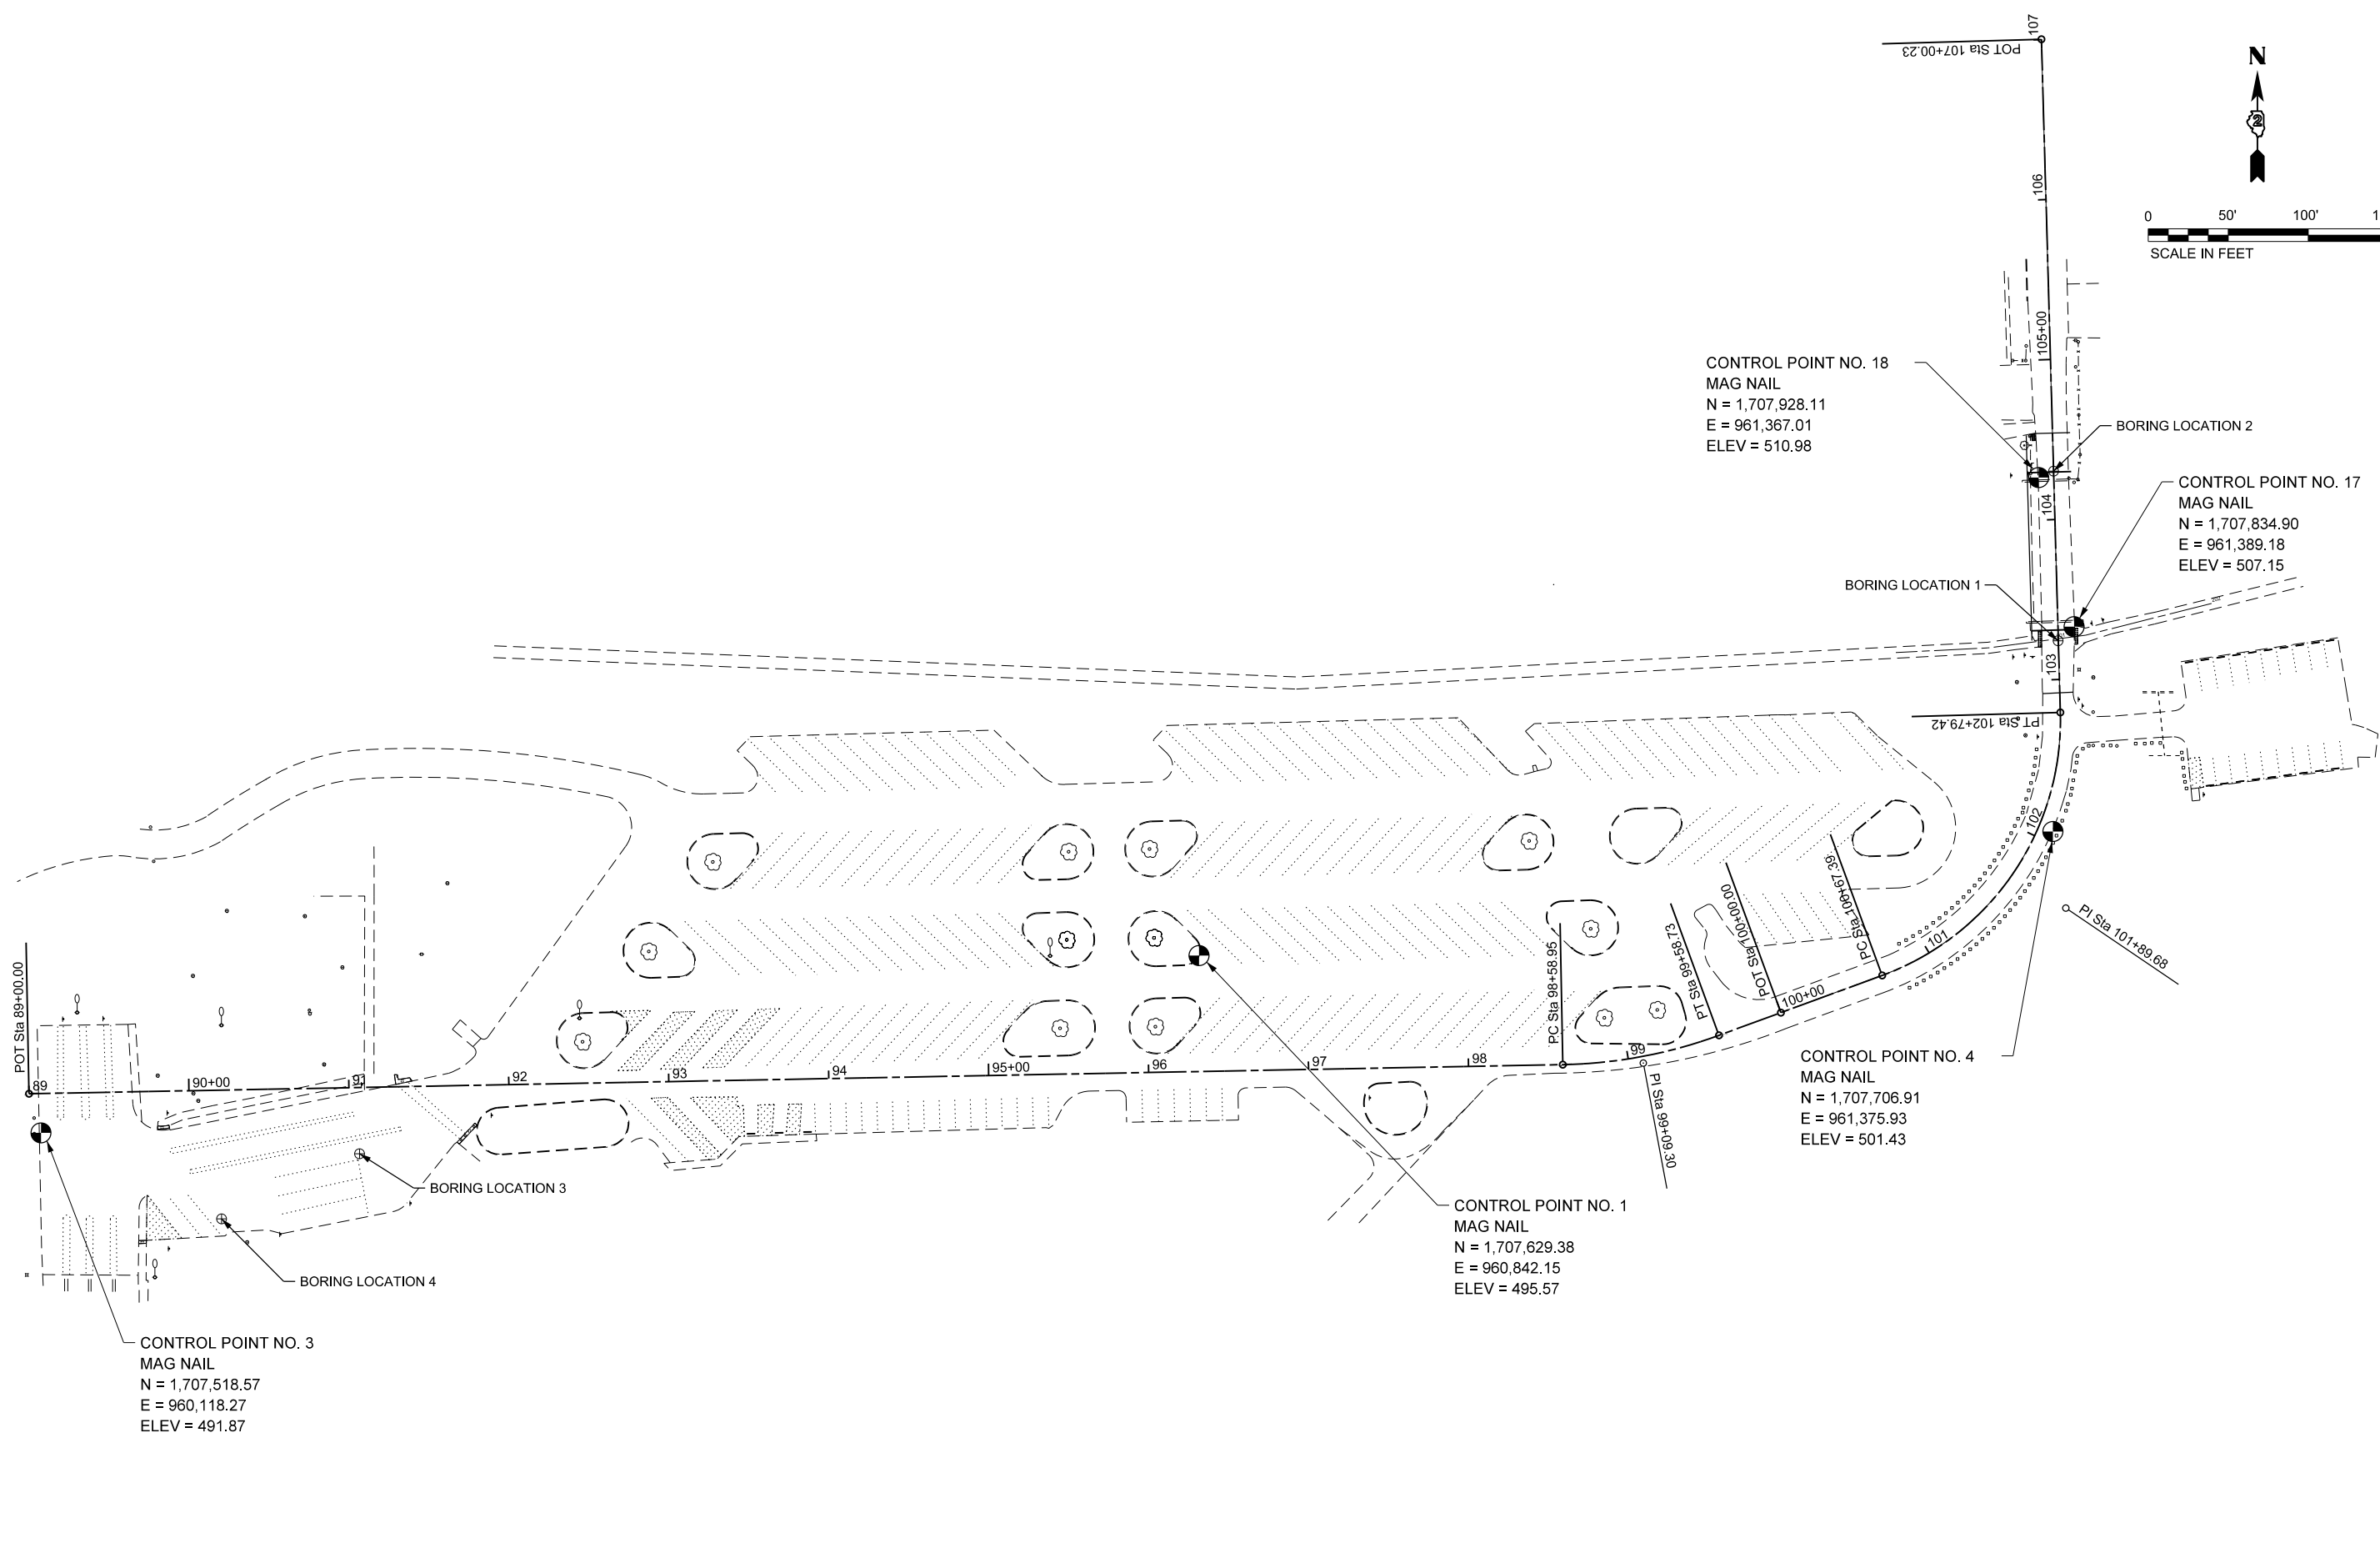 107
POT Sta 107+00.23
N
2
106
0 50' 100' 1
SCALE IN FEET
105+00
CONTROL POINT NO. 18
MAG NAIL
N = 1,707,928.11
E = 961,367.01
ELEV = 510.98
BORING LOCATION 2
CONTROL POINT NO. 17
MAG NAIL
N = 1,707,834.90
E = 961,389.18
ELEV = 507.15
104
BORING LOCATION 1
103
PT Sta 102+79.42
102
PI Sta 101+89.68
101
PC Sta 100+67.39
POT Sta 100+00.00
100+00
PT Sta 99+58.73
PC Sta 98+58.95
99
PI Sta 99+09.30
POT Sta 89+00.00
89
90+00
91
92
93
94
95+00
96
97
98
CONTROL POINT NO. 4
MAG NAIL
N = 1,707,706.91
E = 961,375.93
ELEV = 501.43
BORING LOCATION 3
CONTROL POINT NO. 1
MAG NAIL
N = 1,707,629.38
E = 960,842.15
ELEV = 495.57
BORING LOCATION 4
CONTROL POINT NO. 3
MAG NAIL
N = 1,707,518.57
E = 960,118.27
ELEV = 491.87